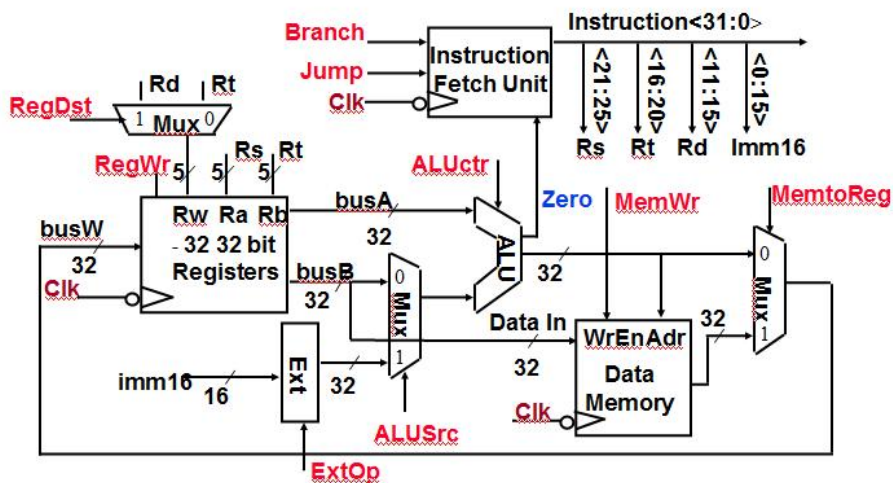 Branch
Instruction<31:0>
Instruction
Fetch Unit
Jump
Clk
<21:25>
<16:20>
<11:15>
<0:15>
Rs
Rt
Rd
Imm16
Rd
Rt
RegDst
1 Mux 0
RegWr
5
5
5
Rs
Rt
ALUctr
busA
32
Zero
MemWr
MemtoReg
Rw Ra Rb
- 32 32 bit
Registers
busW
32
Clk
busB
32
0
Mux
1
ALU
32
0
Mux
1
Data In
32
WrEn Adr
Data
Memory
32
Clk
imm16
16
Ext
32
ALUSrc
ExtOp